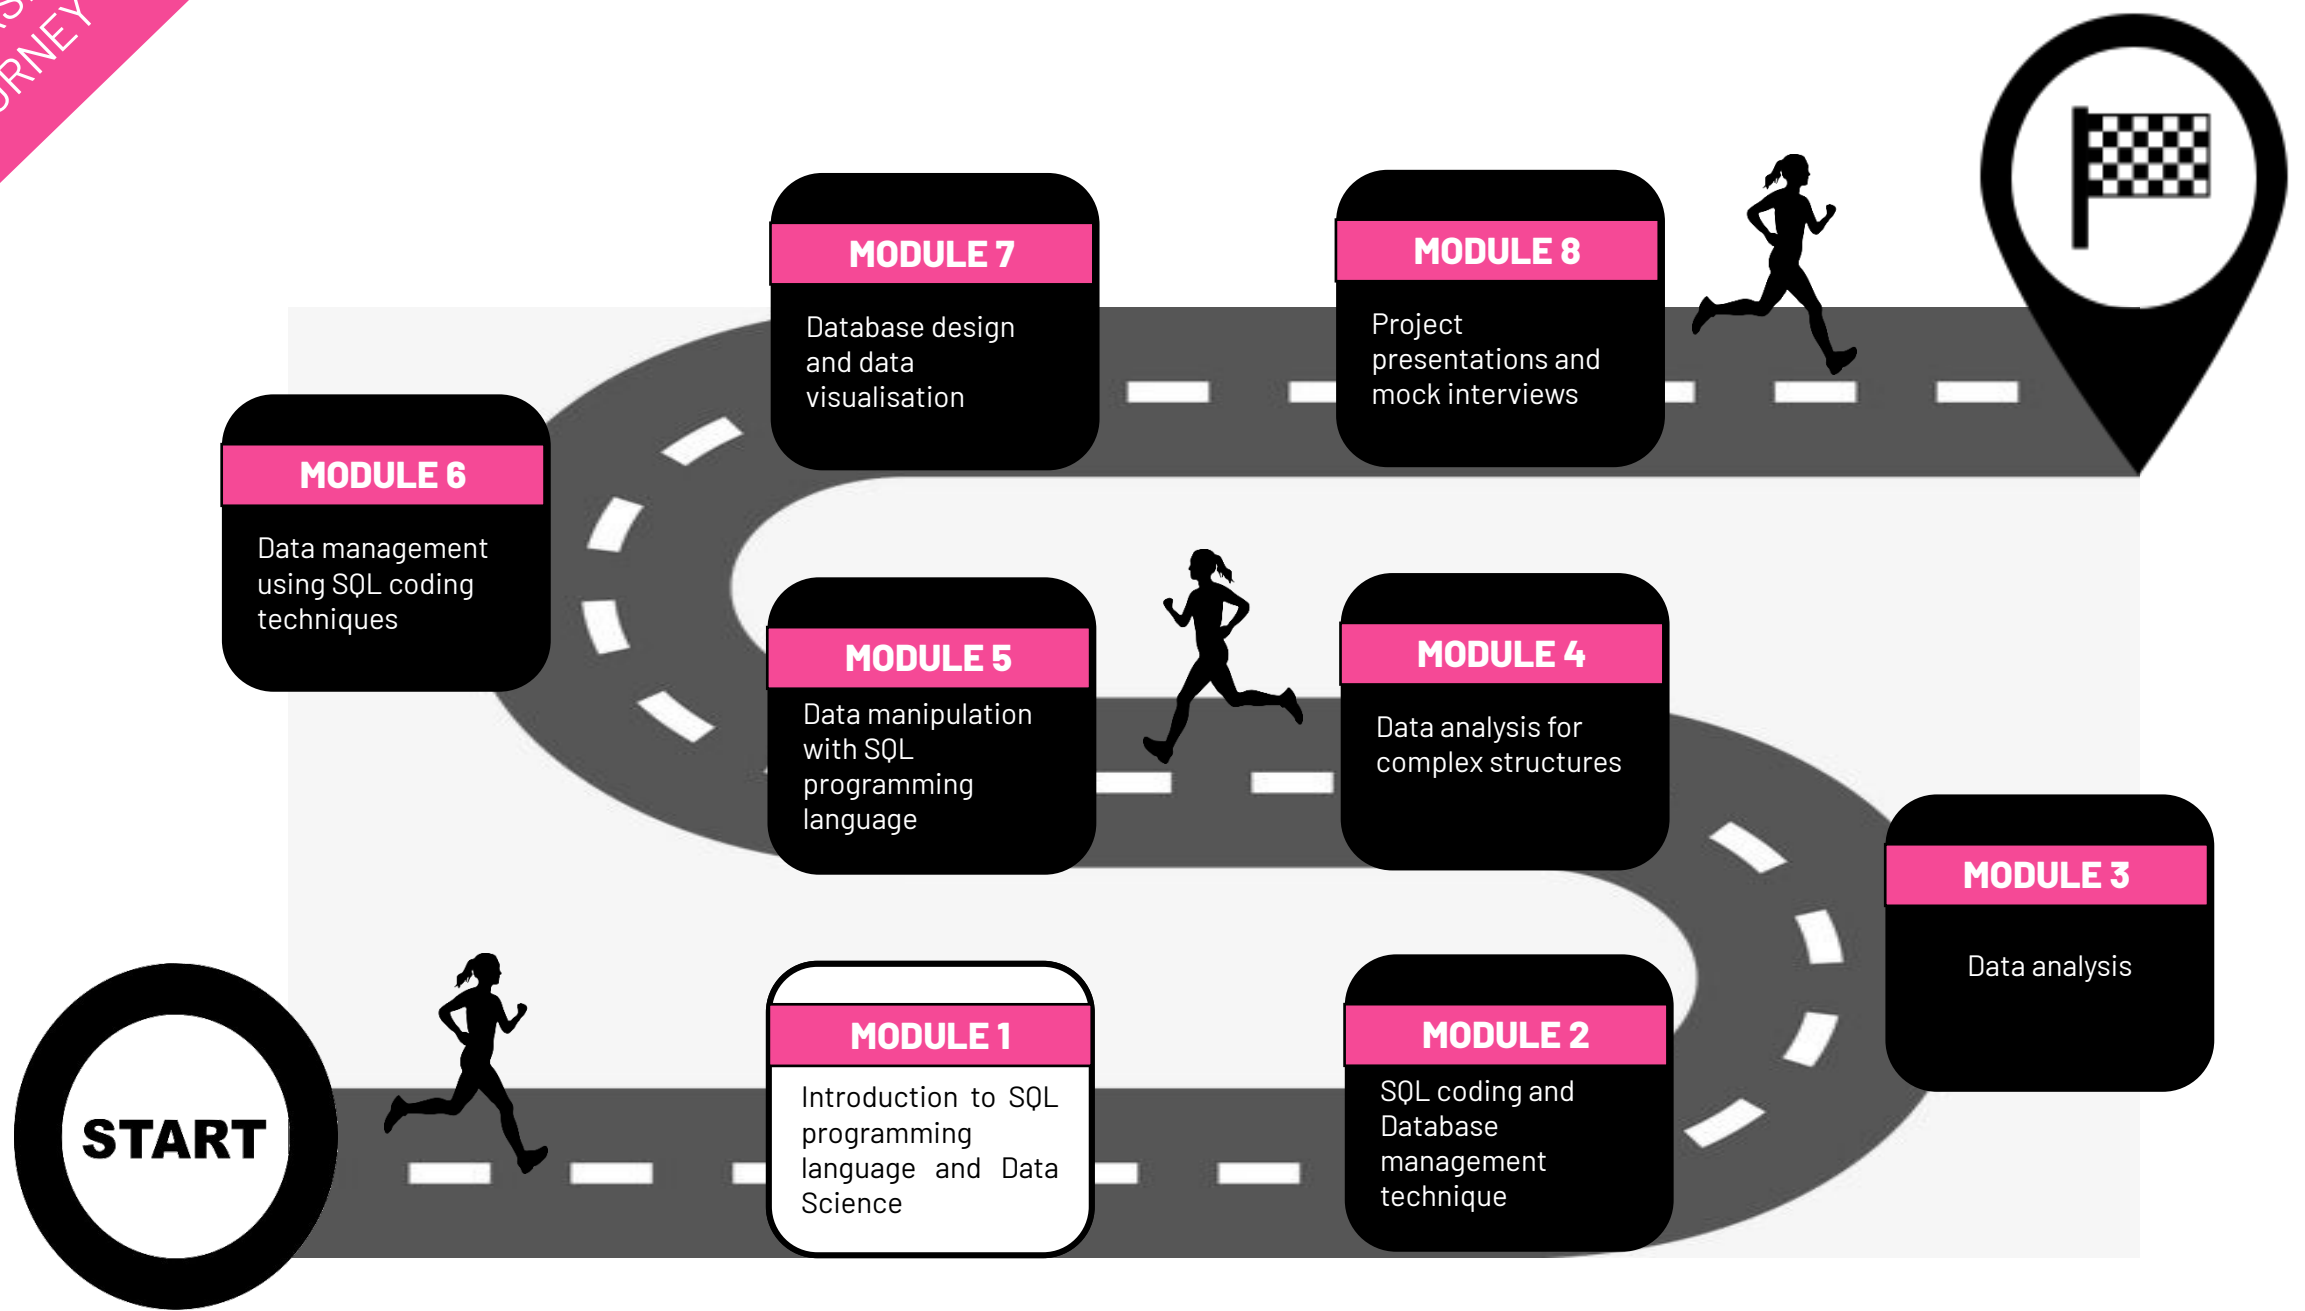 START
MODULE 1
Introduction to SQL
programming
language and Data
Science
MODULE 2
SQL coding and
Database
management
technique
MODULE 3
Data analysis
MODULE 4
Data analysis for
complex structures
MODULE 5
Data manipulation
with SQL
programming
language
MODULE 6
Data management
using SQL coding
techniques
MODULE 7
Database design
and data
visualisation
MODULE 8
Project
presentations and
mock interviews